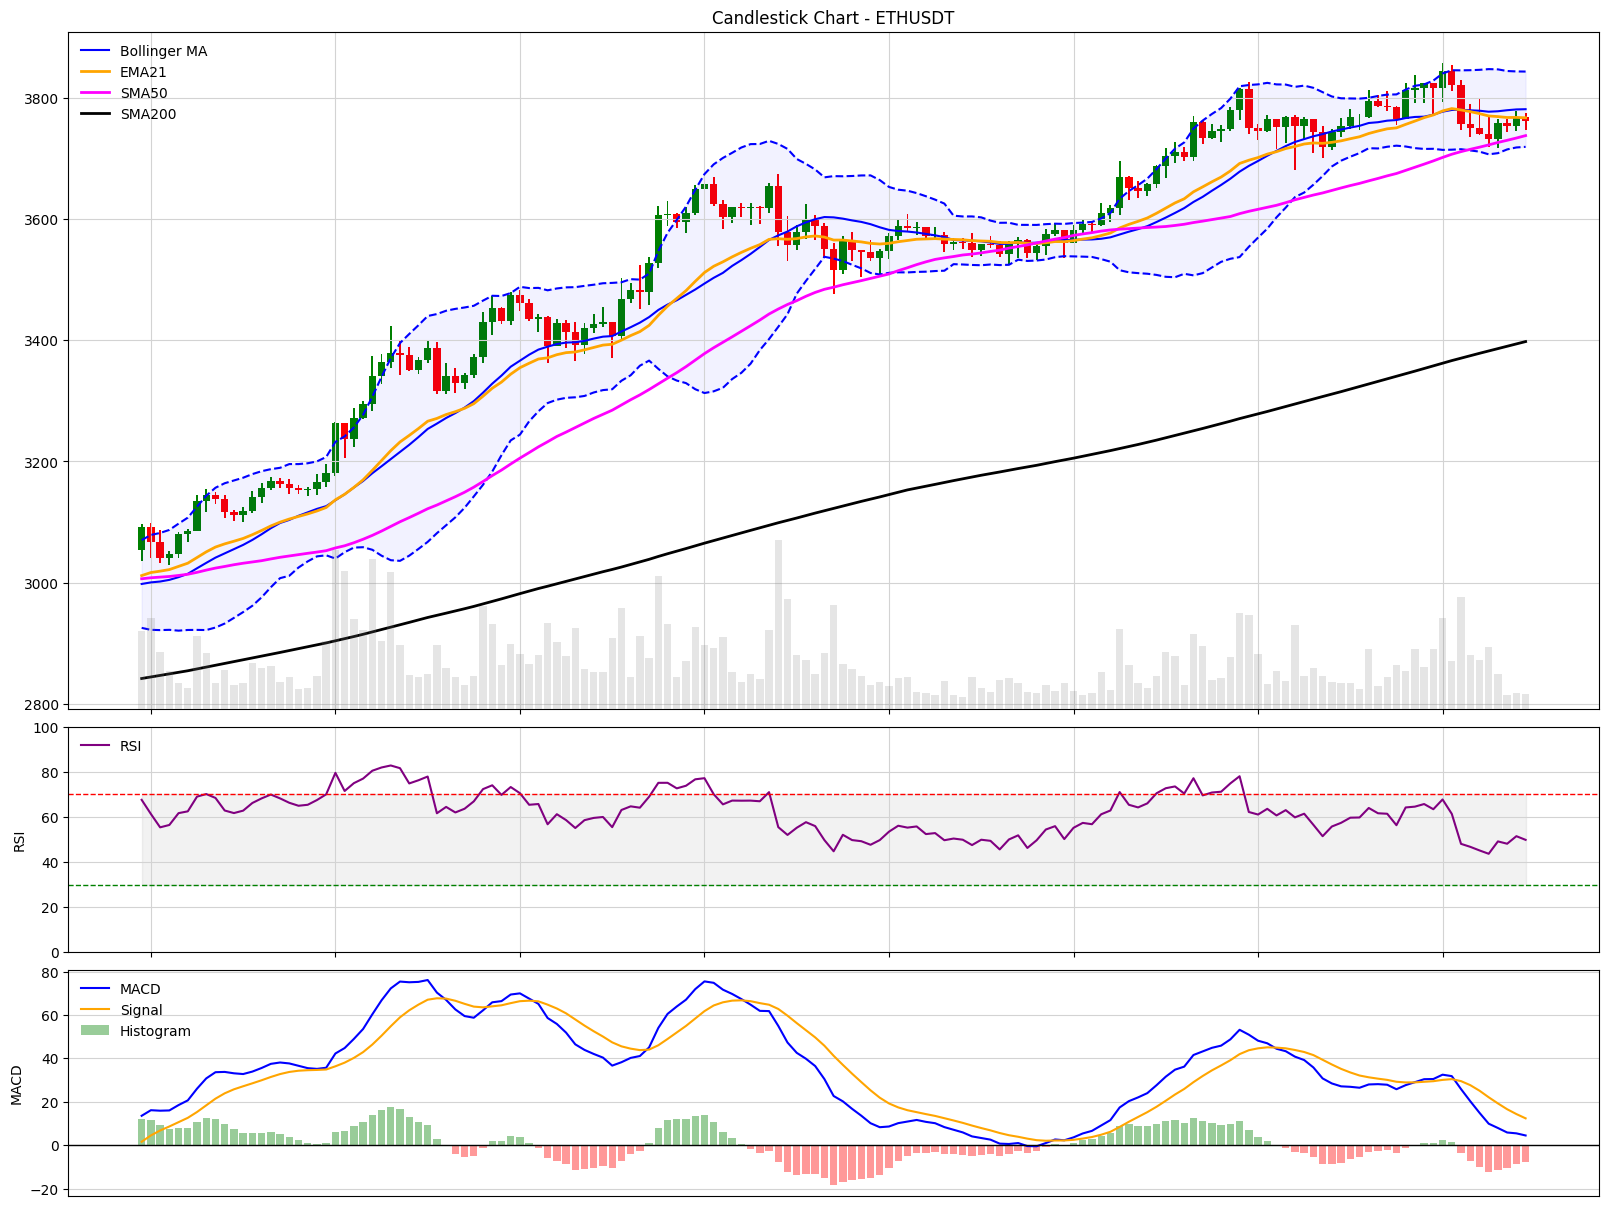 Candlestick Chart - ETHUSDT
Bollinger MA
EMA21
SMA50
SMA200
3800
3600
3400
3200
3000
2800
RSI
100
80
60
40
20
0
RSI
MACD
Signal
Histogram
80
60
40
20
0
−20
MACD